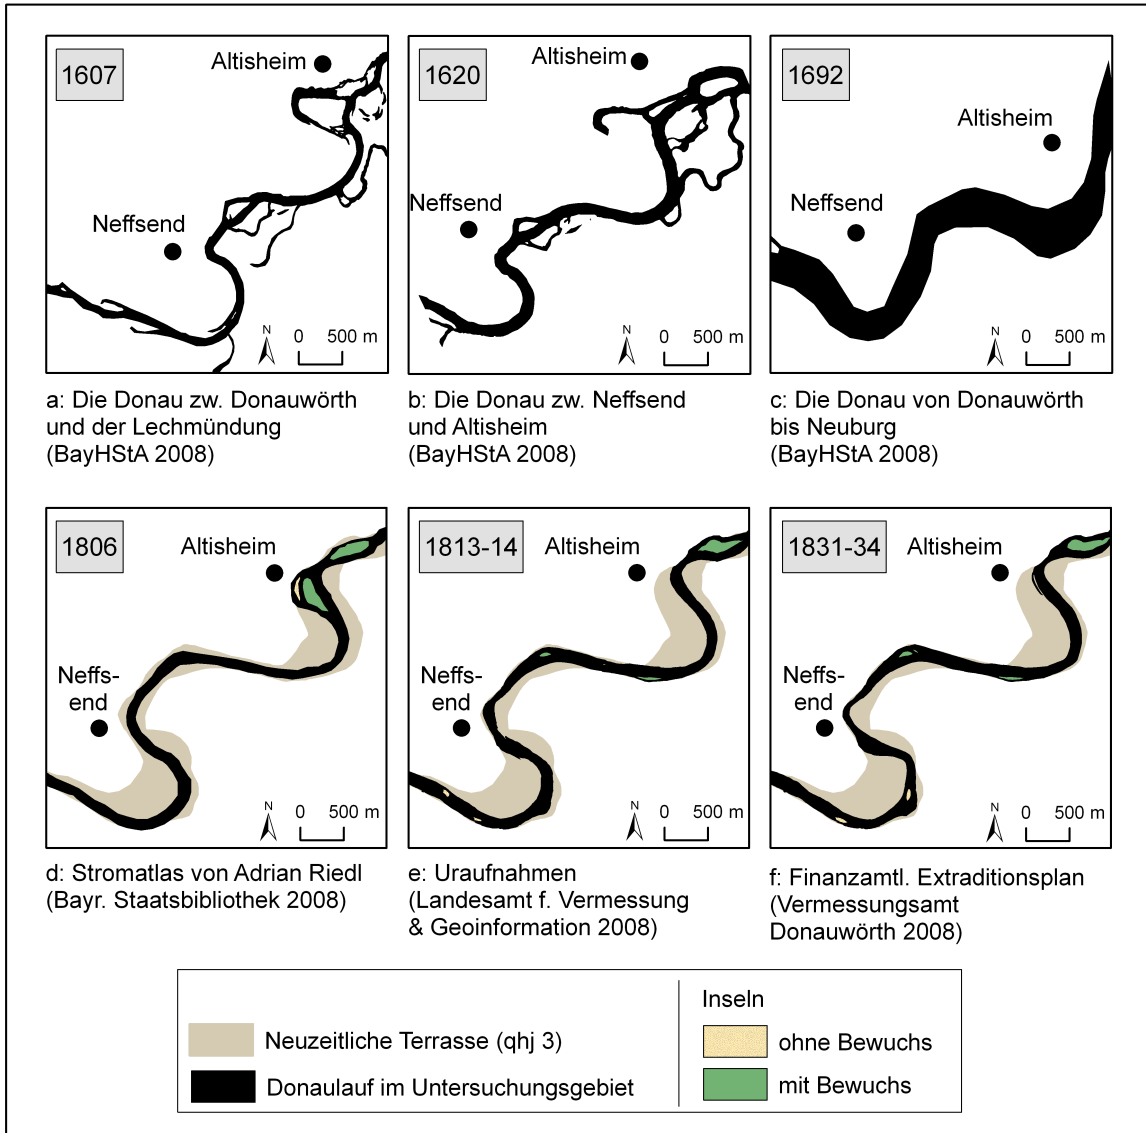 1607
Altisheim
Neffsend
N
0 500 m
a: Die Donau zw. Donauwörth
und der Lechmündung
(BayHStA 2008)
1620
Altisheim
Neffsend
N
0 500 m
b: Die Donau zw. Neffsend
und Altisheim
(BayHStA 2008)
1692
Altisheim
Neffsend
N
0 500 m
c: Die Donau von Donauwörth
bis Neuburg
(BayHStA 2008)
1806
Altisheim
Neffs-
end
N
0 500 m
d: Stromatlas von Adrian Riedl
(Bayr. Staatsbibliothek 2008)
1813-14
Altisheim
Neffs-
end
N
0 500 m
e: Uraufnahmen
(Landesamt f. Vermessung
& Geoinformation 2008)
1831-34
Altisheim
Neffs-
end
N
0 500 m
f: Finanzamtl. Extraditionsplan
(Vermessungsamt
Donauwörth 2008)
Neuzeitliche Terrasse (qhj 3)
Donaulauf im Untersuchungsgebiet
Inseln
ohne Bewuchs
mit Bewuchs